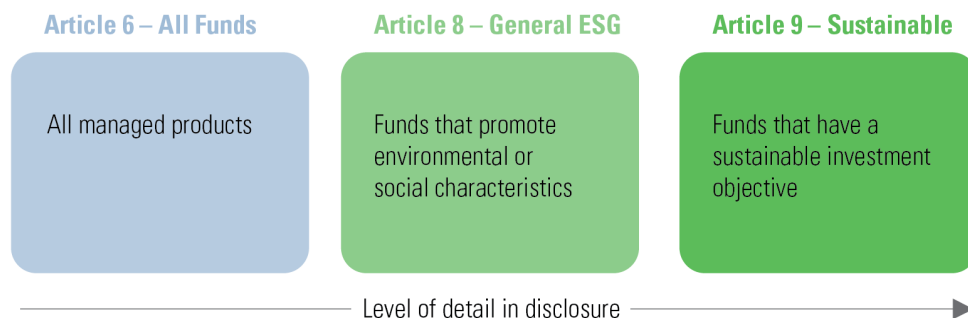 Article 6 – All Funds
Article 8 – General ESG
Article 9 – Sustainable
All managed products
Funds that promote
environmental or
social characteristics
Funds that have a
sustainable investment
objective
Level of detail in disclosure